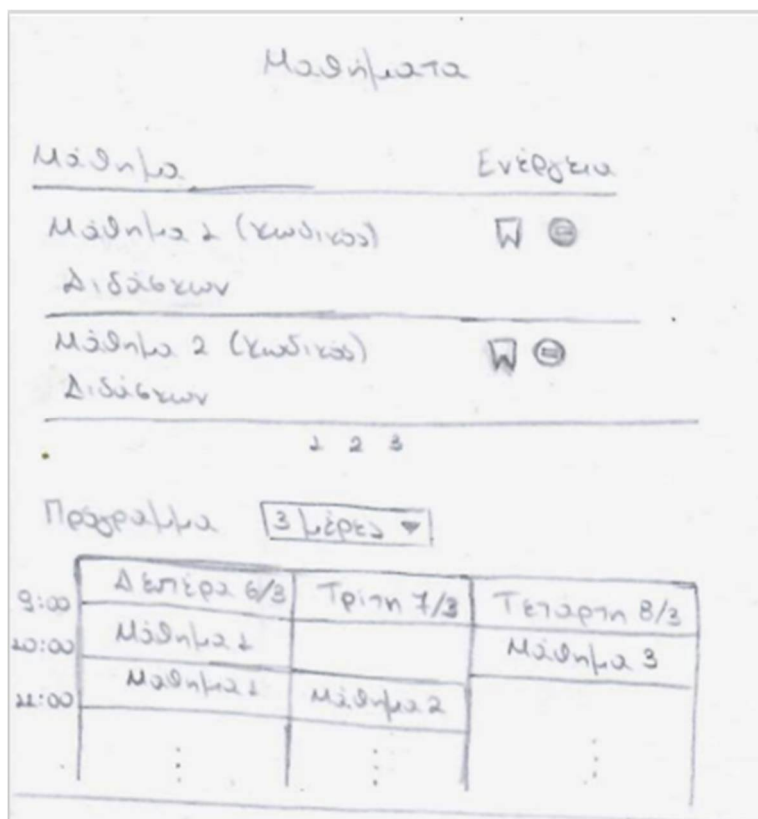 Μαθήματα
Μάθημα Ενέργεια
Μάθημα 1 (κωδικός)
Διδάσκων
Μάθημα 2 (κωδικός)
Διδάσκων
1 2 3
Πρόγραμμα 3 μέρες
Δευτέρα 6/3 Τρίτη 7/3 Τετάρτη 8/3
9:00
Μάθημα 1 Μάθημα 3
10:00
Μάθημα 1 Μάθημα 2
11:00